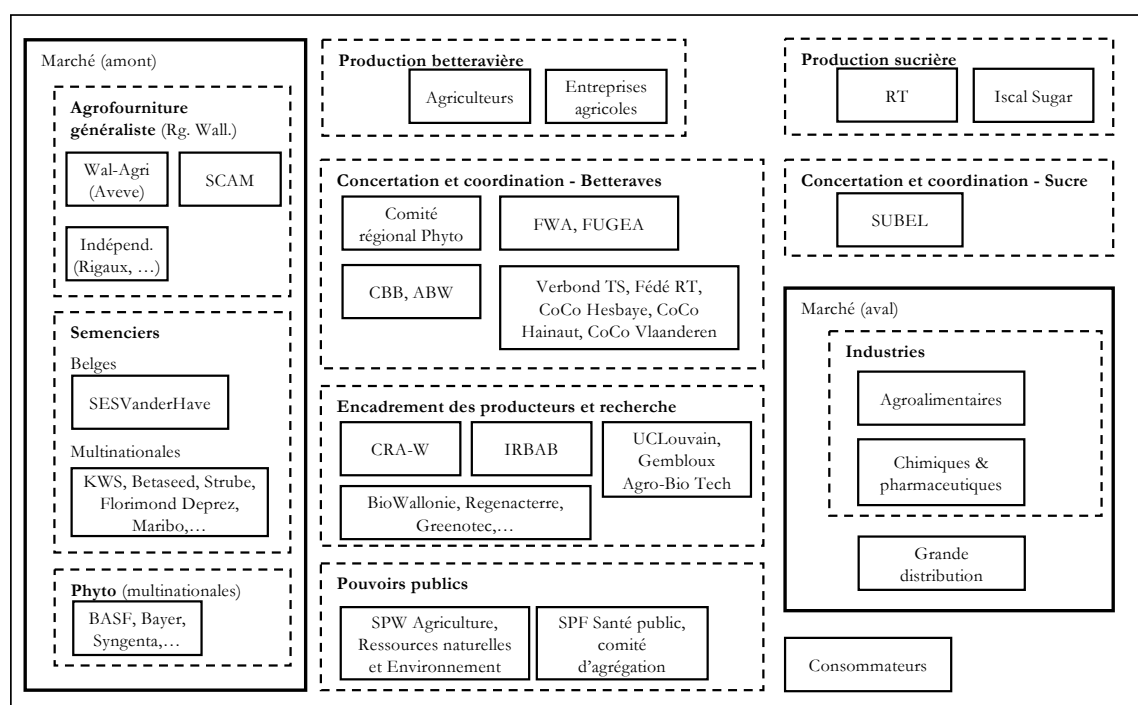 Marché (amont)
Agrofourniture
généraliste (Rg. Wall.)
Wal-Agri
(Aveve)
SCAM
Indépend.
(Rigaux, …)
Semenciers
Belges
SESVanderHave
Multinationales
KWS, Betaseed, Strube,
Florimond Deprez,
Maribo,…
Phyto (multinationales)
BASF, Bayer,
Syngenta,…
Production betteravière
Agriculteurs
Entreprises
agricoles
Concertation et coordination - Betteraves
Comité
régional Phyto
FWA, FUGEA
CBB, ABW
Verbond TS, Fédé RT,
CoCo Hesbaye, CoCo
Hainaut, CoCo Vlaanderen
Encadrement des producteurs et recherche
CRA-W
IRBAB
UCLouvain,
Gembloux
Agro-Bio Tech
BioWallonie, Regenacterre,
Greenotec,…
Pouvoirs publics
SPW Agriculture,
Ressources naturelles
et Environnement
SPF Santé public,
comité
d’agrégation
Production sucrière
RT
Iscal Sugar
Concertation et coordination - Sucre
SUBEL
Marché (aval)
Industries
Agroalimentaires
Chimiques &
pharmaceutiques
Grande
distribution
Consommateurs